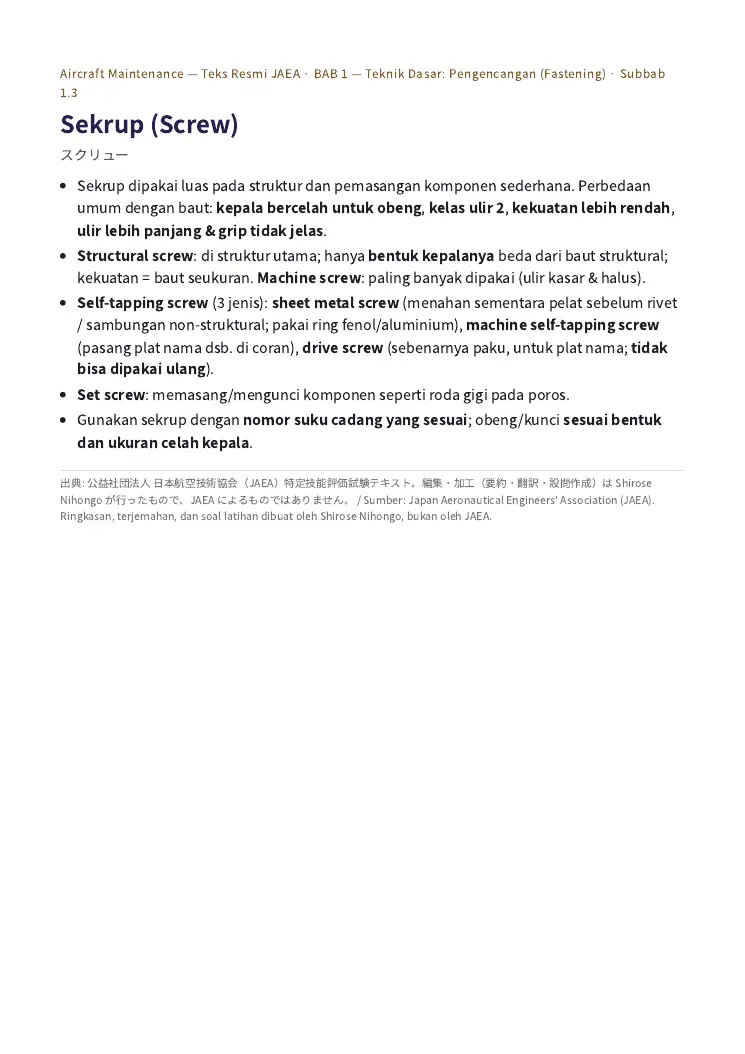 Aircraft Maintenance — Teks Resmi JAEA · BAB 1 — Teknik Dasar: Pengencangan (Fastening) · Subbab
1.3
Sekrup (Screw)
スクリュー
• Sekrup dipakai luas pada struktur dan pemasangan komponen sederhana. Perbedaan
umum dengan baut: kepala bercelah untuk obeng, kelas ulir 2, kekuatan lebih rendah,
ulir lebih panjang & grip tidak jelas.
• Structural screw: di struktur utama; hanya bentuk kepalanya beda dari baut struktural;
kekuatan = baut seukuran. Machine screw: paling banyak dipakai (ulir kasar & halus).
• Self-tapping screw (3 jenis): sheet metal screw (menahan sementara pelat sebelum rivet
/ sambungan non-struktural; pakai ring fenol/aluminium), machine self-tapping screw
(pasang plat nama dsb. di coran), drive screw (sebenarnya paku, untuk plat nama; tidak
bisa dipakai ulang).
• Set screw: memasang/mengunci komponen seperti roda gigi pada poros.
• Gunakan sekrup dengan nomor suku cadang yang sesuai; obeng/kunci sesuai bentuk
dan ukuran celah kepala.
出典: 公益社団法人 日本航空技術協会（JAEA）特定技能評価試験テキスト。編集・加工（要約・翻訳・設問作成）は Shirose
Nihongo が行ったもので、JAEA によるものではありません。 / Sumber: Japan Aeronautical Engineers' Association (JAEA).
Ringkasan, terjemahan, dan soal latihan dibuat oleh Shirose Nihongo, bukan oleh JAEA.